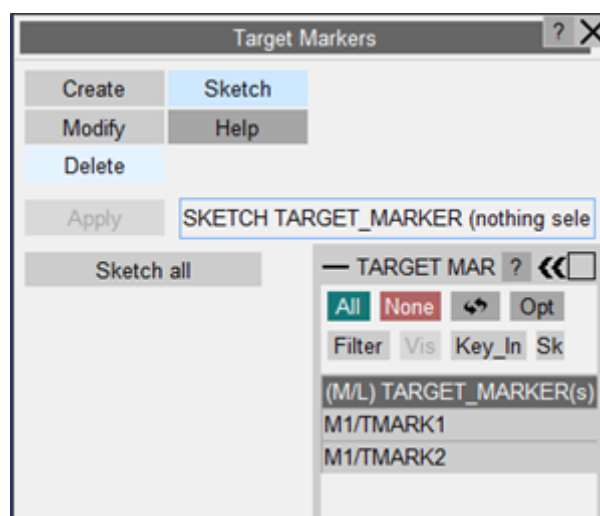 Target Markers ? X
Create Sketch
Modify Help
Delete
Apply SKETCH TARGET_MARKER (nothing sele
Sketch all
TARGET MAR ?
All None Opt
Filter Vis Key_In Sk
(M/L) TARGET_MARKER(s)
M1/TMARK1
M1/TMARK2